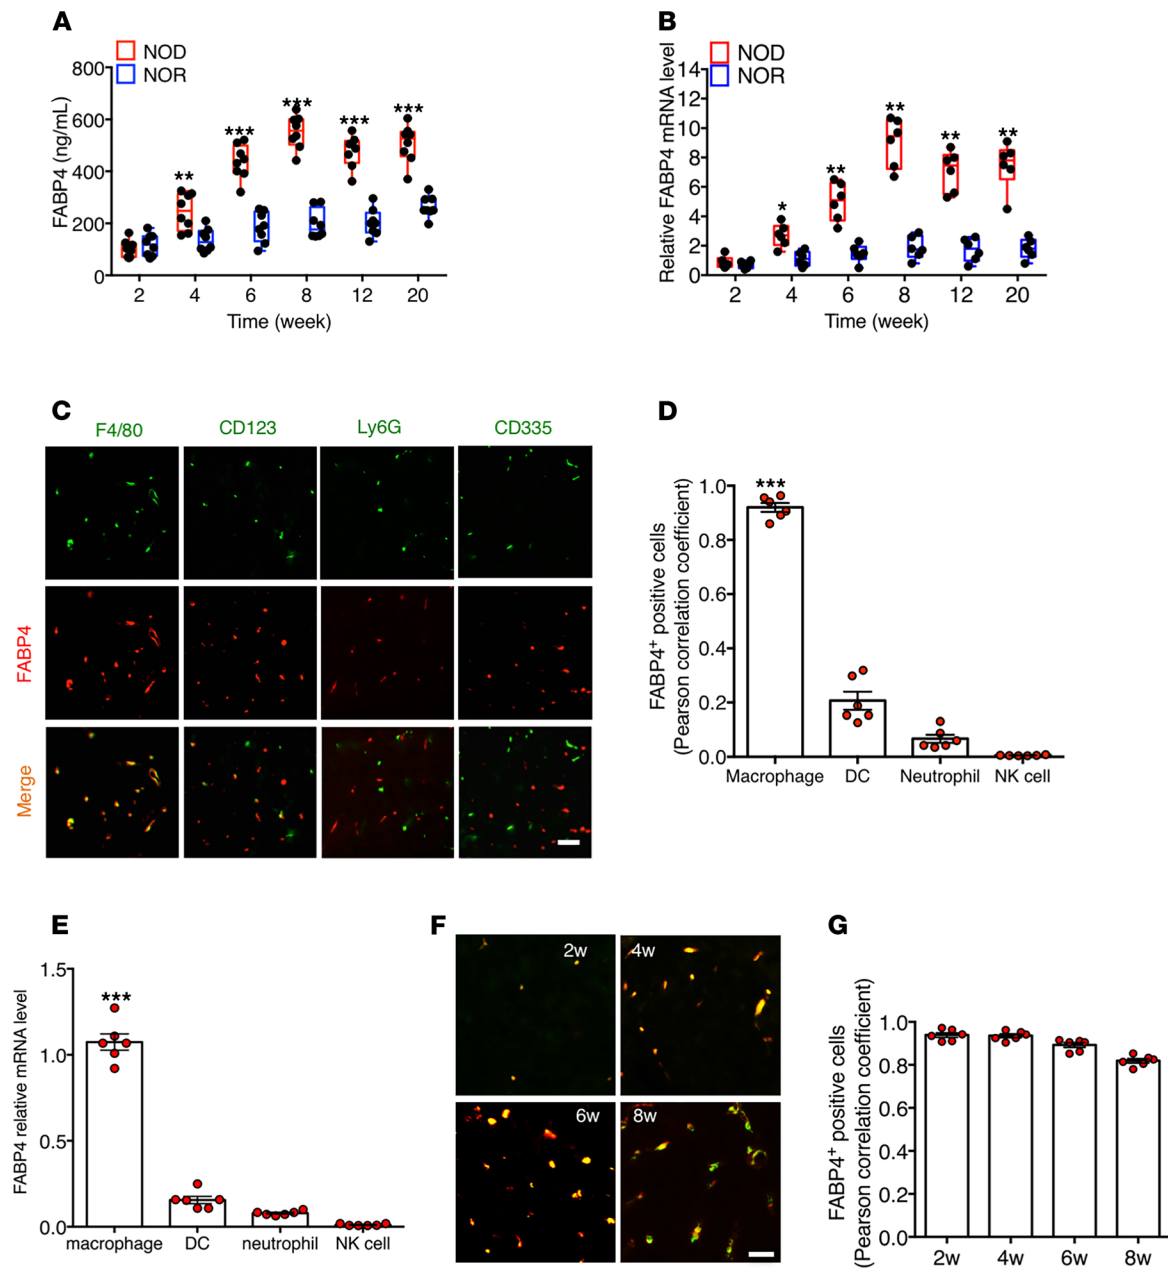 A
NOD
NOR
FABP4 (ng/mL)
800
600
400
200
0
**
***
***
***
***
2 4 6 8 12 20
Time (week)
B
NOD
NOR
Relative FABP4 mRNA level
14
12
10
8
6
4
2
0
*
**
**
**
**
2 4 6 8 12 20
Time (week)
C
F4/80 CD123 Ly6G CD335
FABP4
Merge
D
FABP4+ positive cells
(Pearson correlation coefficient)
1.0
0.8
0.6
0.4
0.2
0.0
***
Macrophage DC Neutrophil NK cell
E
FABP4 relative mRNA level
1.5
1.0
0.5
0.0
***
macrophage DC neutrophil NK cell
F
2w 4w
6w 8w
G
FABP4+ positive cells
(Pearson correlation coefficient)
1.0
0.8
0.6
0.4
0.2
0.0
2w 4w 6w 8w